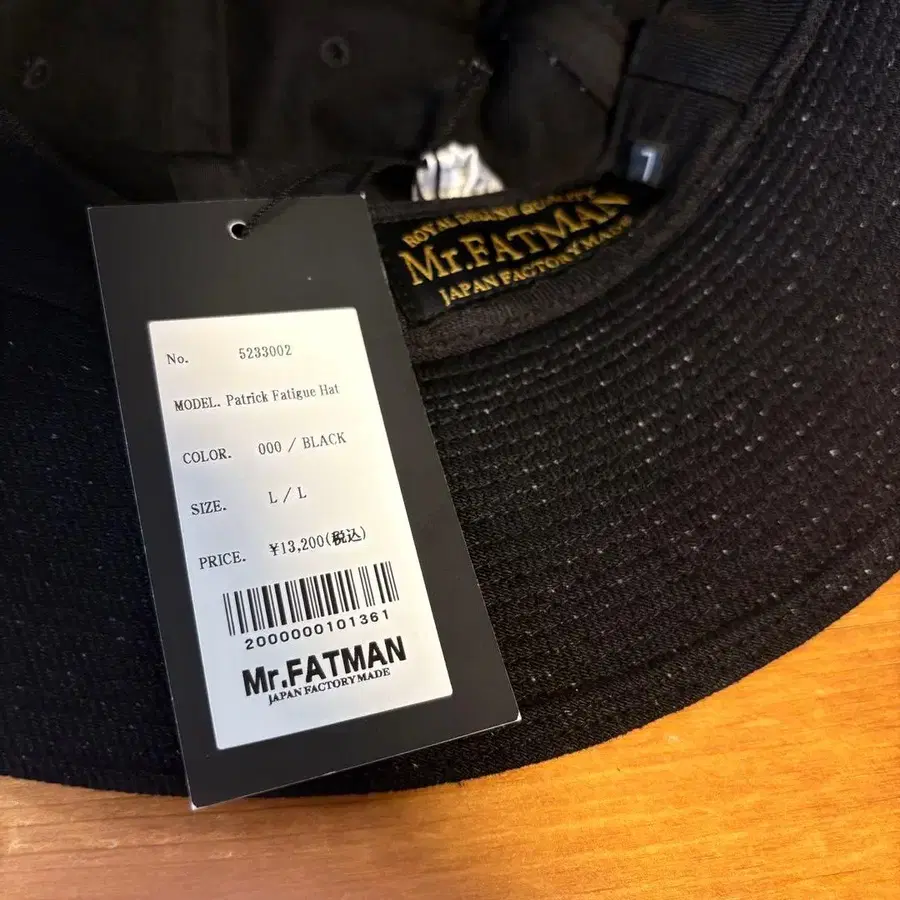 ROYAL DELUXE QUALITY
Mr.FATMAN
JAPAN FACTORY MADE
No. 5233002
MODEL. Patrick Fatigue Hat
COLOR. 000 / BLACK
SIZE. L / L
PRICE. ¥13,200(税込)
2000000101361
Mr.FATMAN
JAPAN FACTORY MADE